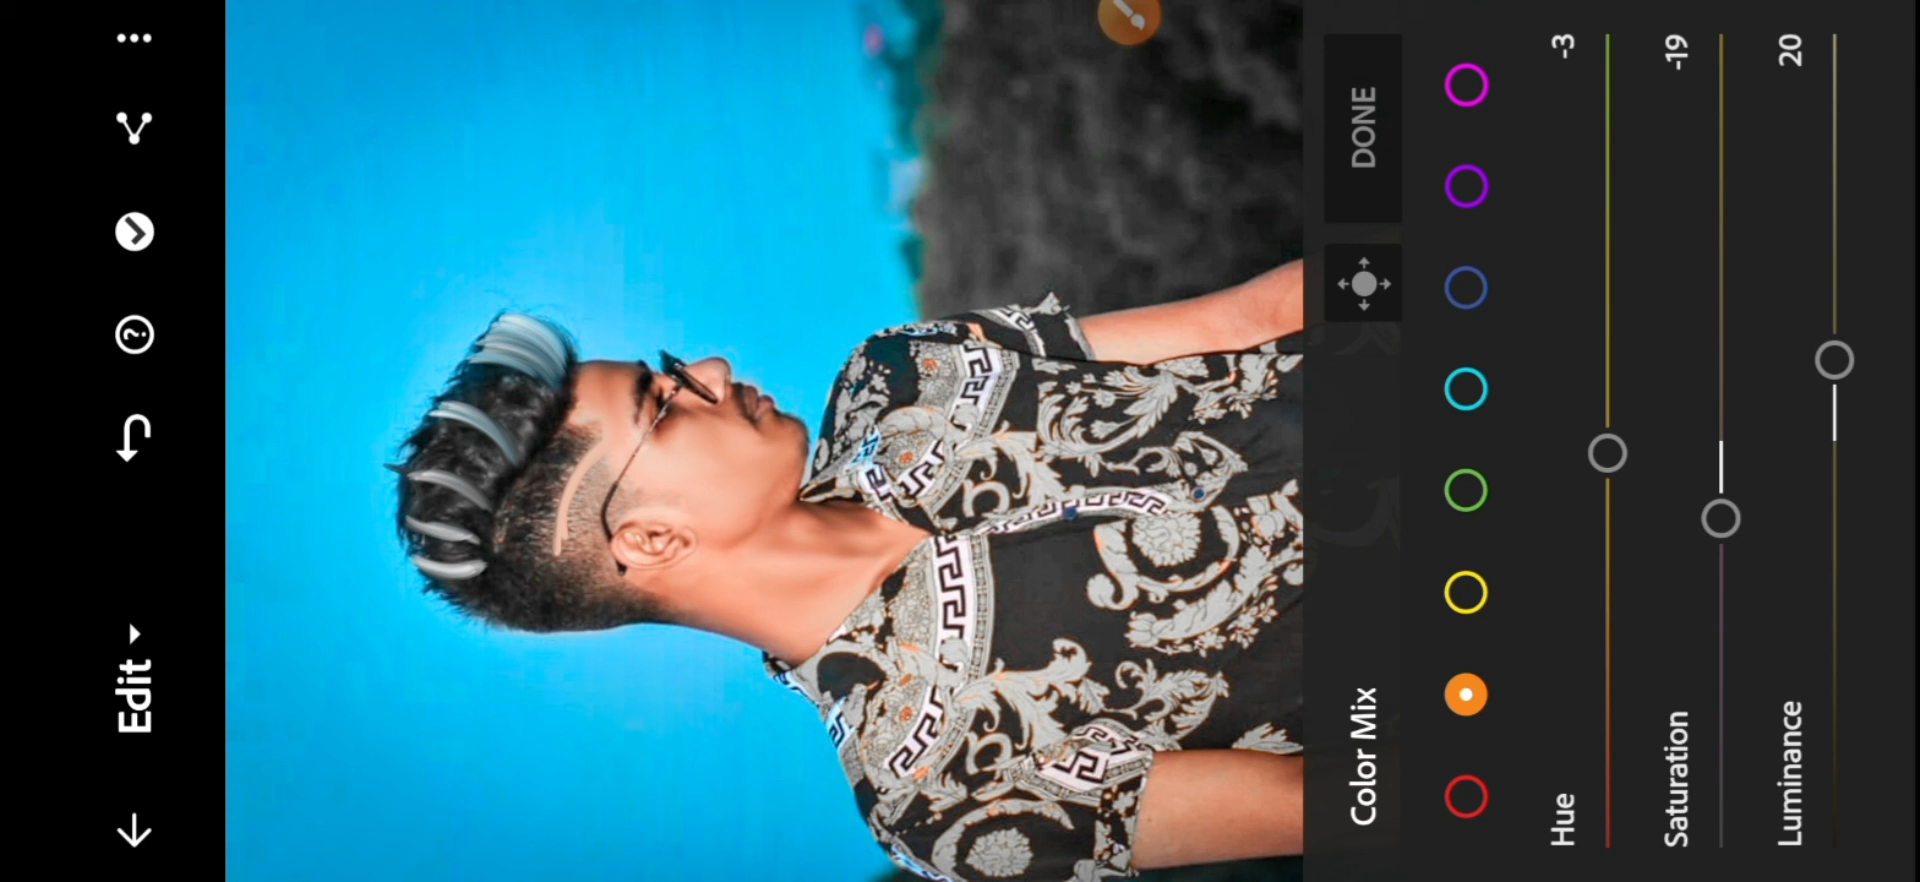 Edit
Color Mix
DONE
Hue
-3
Saturation
-19
Luminance
20